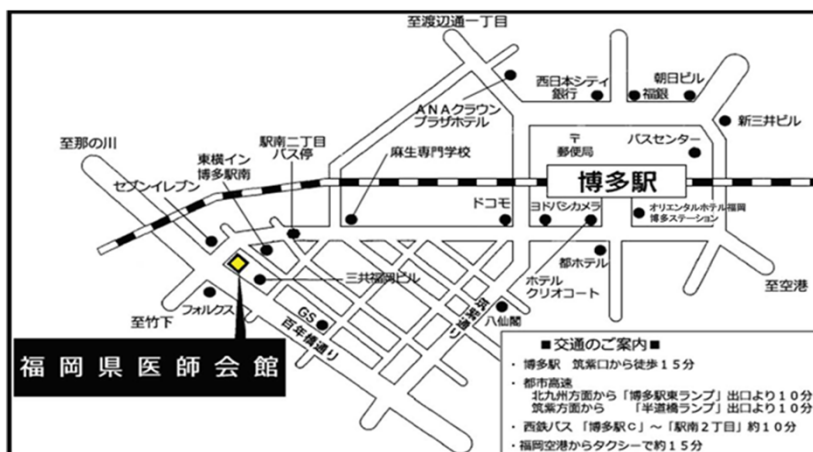 至渡辺通一丁目
西日本シティ
銀行
朝日ビル
福銀
ANAクラウン
プラザホテル
新三井ビル
至那の川
駅南二丁目
バス停
東横イン
博多駅南
麻生専門学校
〒
郵便局
バスセンター
セブンイレブン
博多駅
ドコモ
ヨドバシカメラ
オリエンタルホテル福岡
博多ステーション
都ホテル
三共福岡ビル
ホテル
クリオコート
至空港
フォルクス
GS
筑紫通り
八仙閣
至竹下
百年橋通り
福岡県医師会館
■交通のご案内■
・博多駅 筑紫口から徒歩15分
・都市高速
北九州方面から「博多駅東ランプ」出口より10分
筑紫方面から 「半道橋ランプ」出口より10分
・西鉄バス 「博多駅C」~「駅南2丁目」約10分
・福岡空港からタクシーで約15分